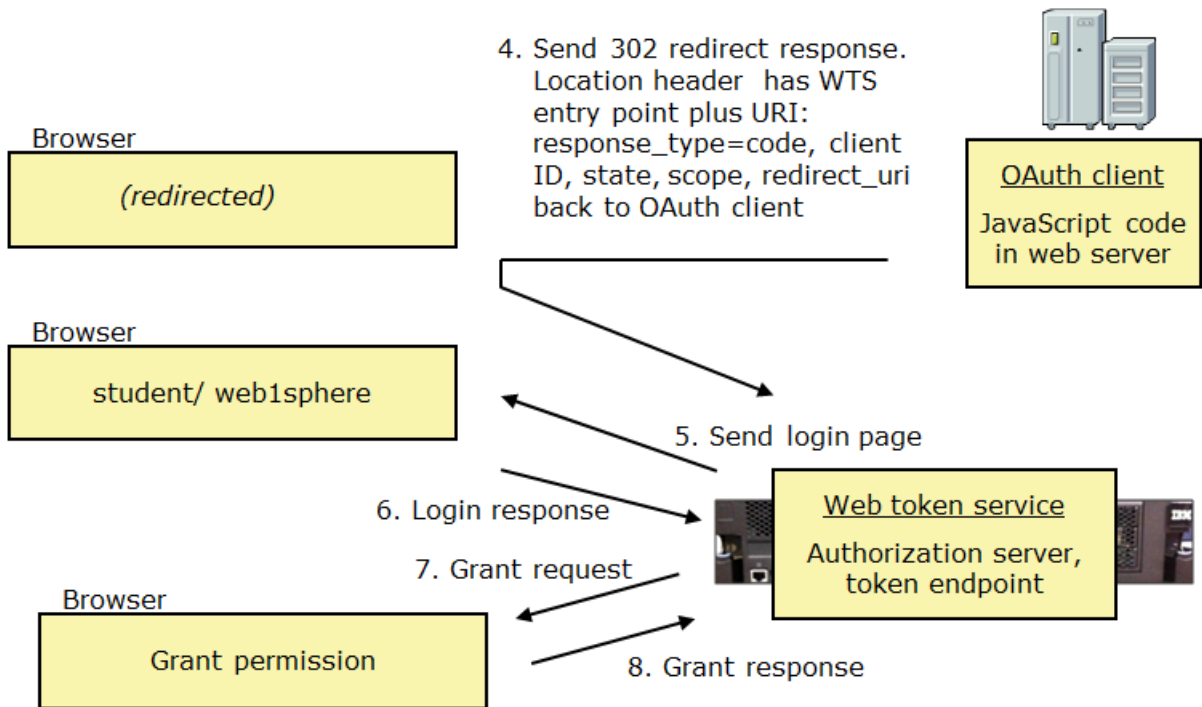 4. Send 302 redirect response.
Location header has WTS
entry point plus URI:
response_type=code, client
ID, state, scope, redirect_uri
back to OAuth client
OAuth client
JavaScript code
in web server
Browser
(redirected)
Browser
student/ web1sphere
5. Send login page
6. Login response
Web token service
Authorization server,
token endpoint
IBM
7. Grant request
Browser
Grant permission
8. Grant response